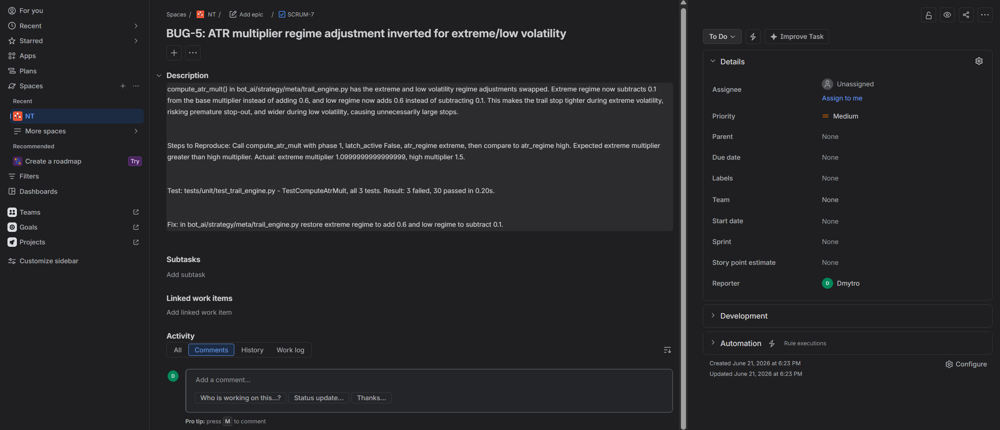 For you
Recent
Starred
Apps
Plans
Spaces
Recent
NT
More spaces
Recommended
Create a roadmap
Try
Filters
Dashboards
Teams
Goals
Projects
Customize sidebar
Spaces / NT / Add epic / SCRUM-7
BUG-5: ATR multiplier regime adjustment inverted for extreme/low volatility
Description
compute_atr_mult() in bot_ai/strategy/meta/trail_engine.py has the extreme and low volatility regime adjustments swapped. Extreme regime now subtracts 0.1
from the base multiplier instead of adding 0.6, and low regime now adds 0.6 instead of subtracting 0.1. This makes the trail stop tighter during extreme volatility,
risking premature stop-out, and wider during low volatility, causing unnecessarily large stops.
Steps to Reproduce: Call compute_atr_mult with phase 1, latch_active False, atr_regime extreme, then compare to atr_regime high. Expected extreme multiplier
greater than high multiplier. Actual: extreme multiplier 1.0999999999999999, high multiplier 1.5.
Test: tests/unit/test_trail_engine.py - TestComputeAtrMult, all 3 tests. Result: 3 failed, 30 passed in 0.20s.
Fix: in bot_ai/strategy/meta/trail_engine.py restore extreme regime to add 0.6 and low regime to subtract 0.1.
Subtasks
Add subtask
Linked work items
Add linked work item
Activity
All Comments History Work log
D
Add a comment...
Who is working on this...? Status update... Thanks...
Pro tip: press M to comment
To Do
Improve Task
Details
Assignee
Unassigned
Assign to me
Priority
Medium
Parent
None
Due date
None
Labels
None
Team
None
Start date
None
Sprint
None
Story point estimate
None
Reporter
D Dmytro
Development
Automation
Rule executions
Created June 21, 2026 at 6:23 PM
Configure
Updated June 21, 2026 at 6:23 PM